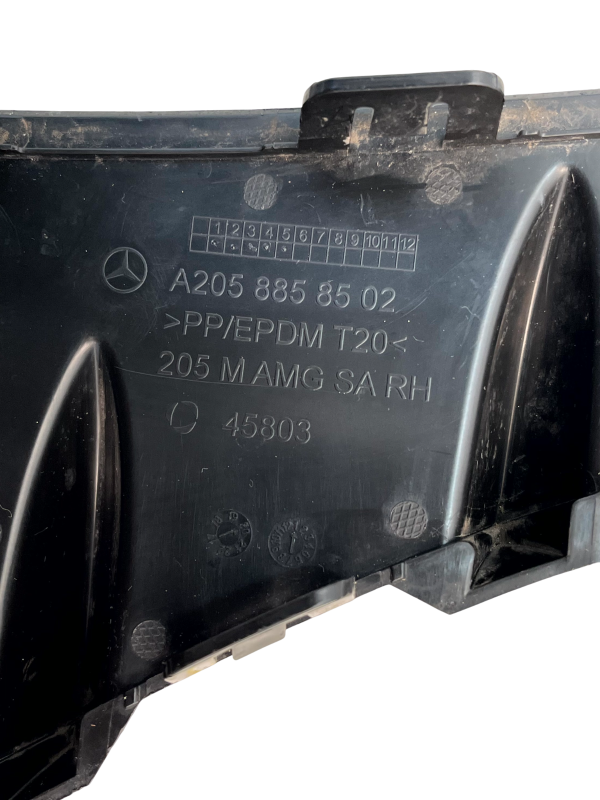 1 2 3 4 5 6 7 8 9 10 11 12
A205 885 85 02
>PP/EPDM T20<
205 M AMG SA RH
45803